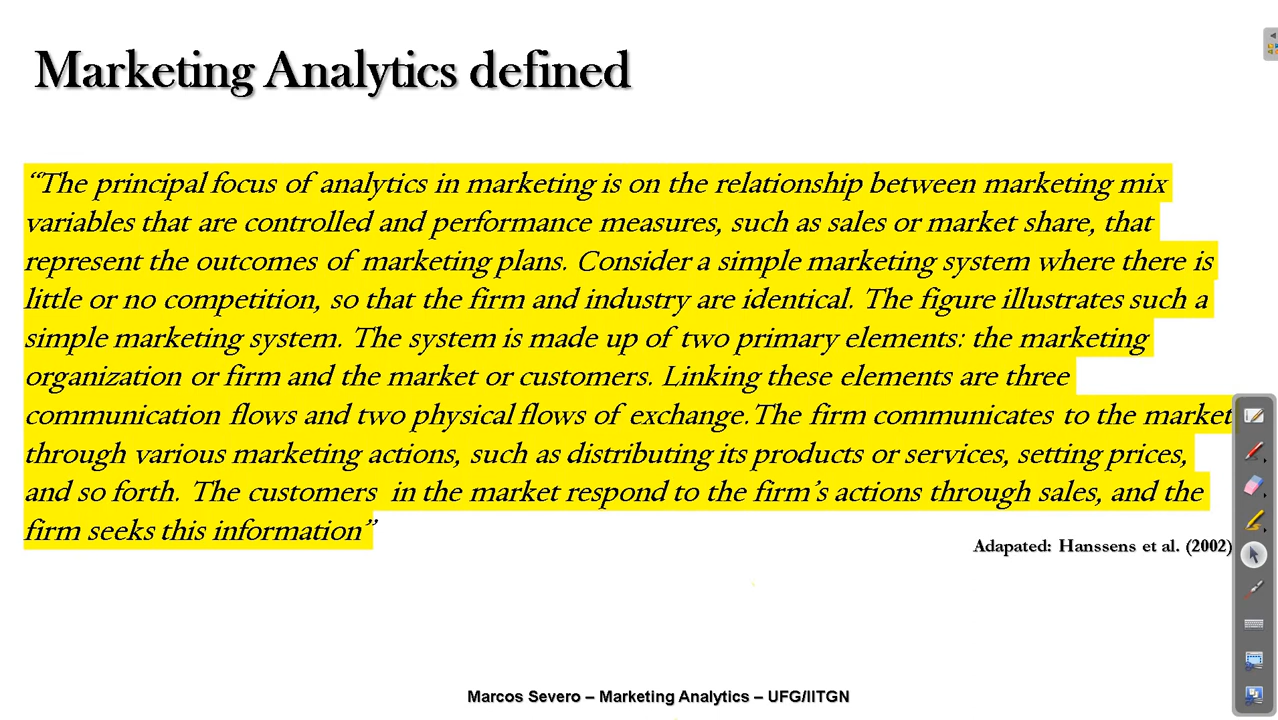 Marketing Analytics defined
“The principal focus of analytics in marketing is on the relationship between marketing mix
variables that are controlled and performance measures, such as sales or market share, that
represent the outcomes of marketing plans. Consider a simple marketing system where there is
little or no competition, so that the firm and industry are identical. The figure illustrates such a
simple marketing system. The system is made up of two primary elements: the marketing
organization or firm and the market or customers. Linking these elements are three
communication flows and two physical flows of exchange.The firm communicates to the market
through various marketing actions, such as distributing its products or services, setting prices,
and so forth. The customers in the market respond to the firm’s actions through sales, and the
firm seeks this information”
Adapated: Hanssens et al. (2002)
Marcos Severo – Marketing Analytics – UFG/IITGN